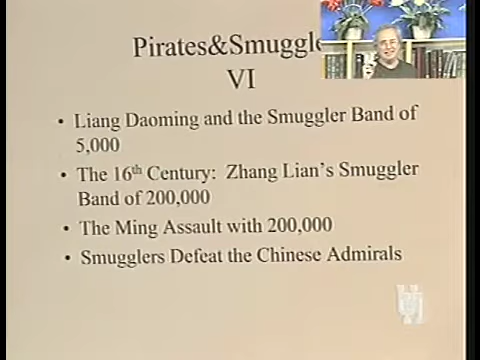 Pirates&Smuggle
VI
• Liang Daoming and the Smuggler Band of
5,000
• The 16th Century: Zhang Lian's Smuggler
Band of 200,000
• The Ming Assault with 200,000
• Smugglers Defeat the Chinese Admirals